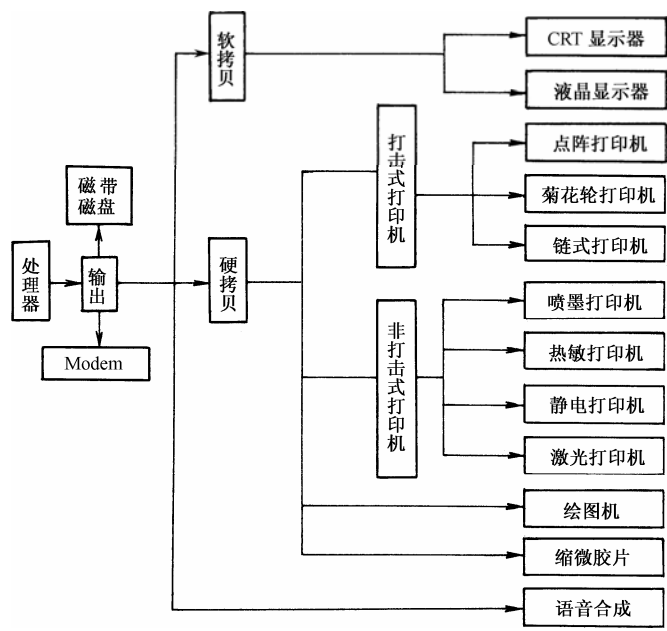 处理器
磁带
磁盘
输出
Modem
软拷贝
硬拷贝
打击式打印机
非打击式打印机
CRT 显示器
液晶显示器
点阵打印机
菊花轮打印机
链式打印机
喷墨打印机
热敏打印机
静电打印机
激光打印机
绘图机
缩微胶片
语音合成